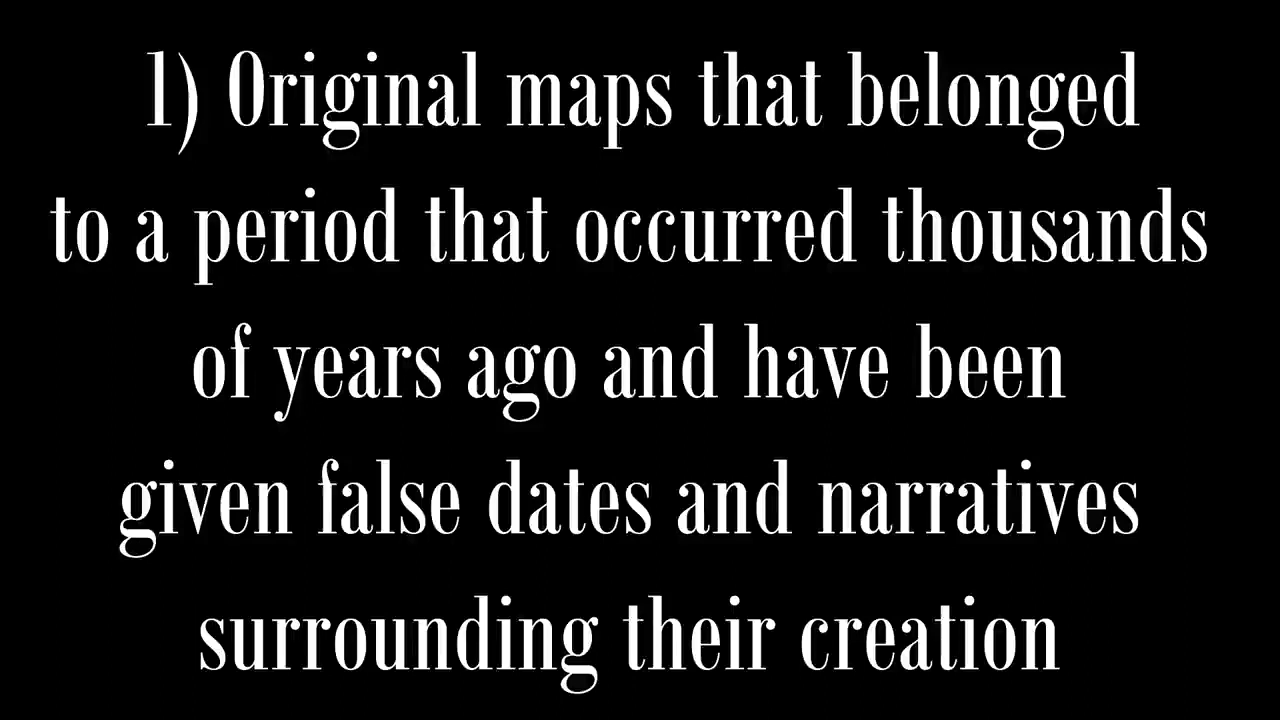 1) Original maps that belonged
to a period that occurred thousands
of years ago and have been
given false dates and narratives
surrounding their creation